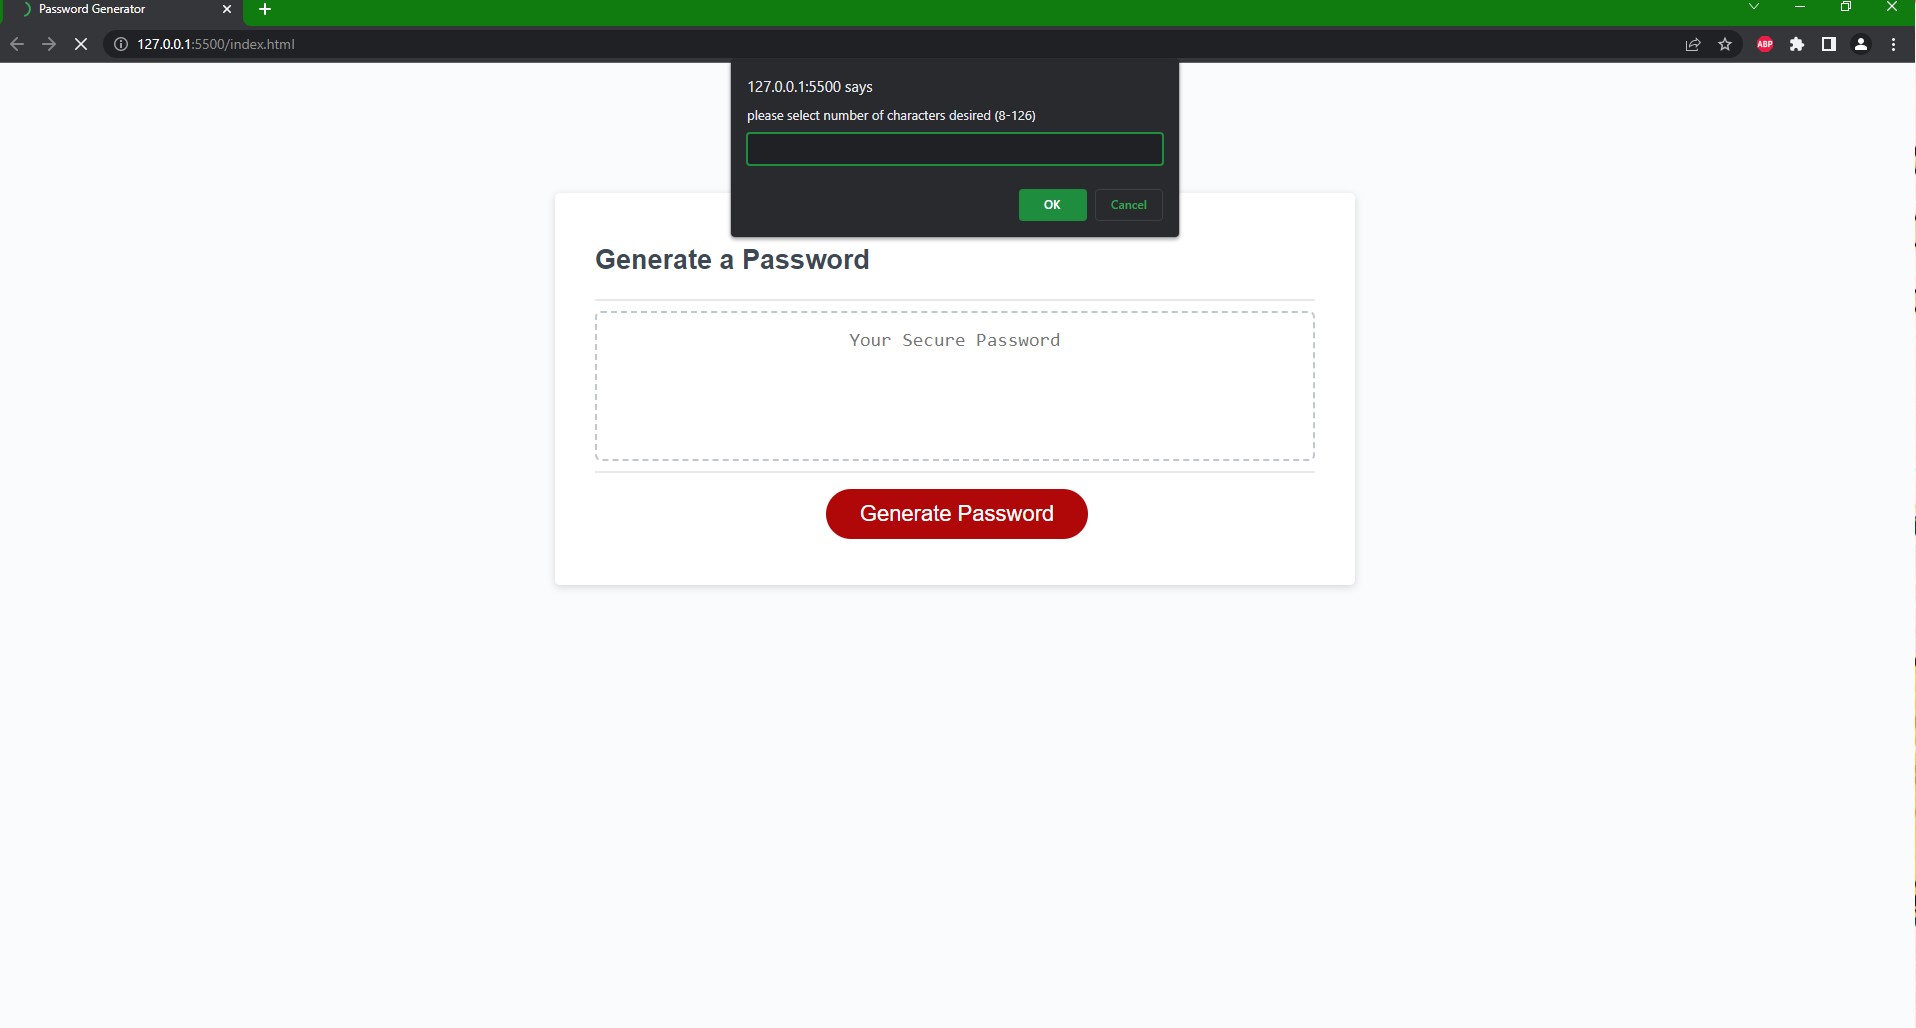 Password Generator
127.0.0.1:5500/index.html
ABP
127.0.0.1:5500 says
please select number of characters desired (8-126)
OK
Cancel
Generate a Password
Your Secure Password
Generate Password